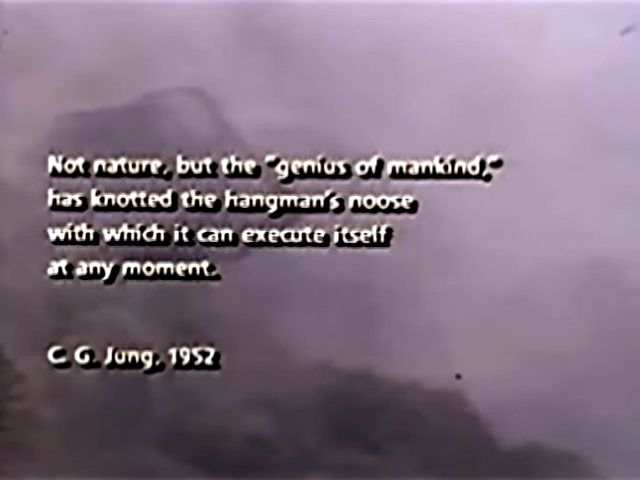 Not nature, but the "genius of mankind,"
has knotted the hangman's noose
with which it can execute itself
at any moment.
C. G. Jung, 1952